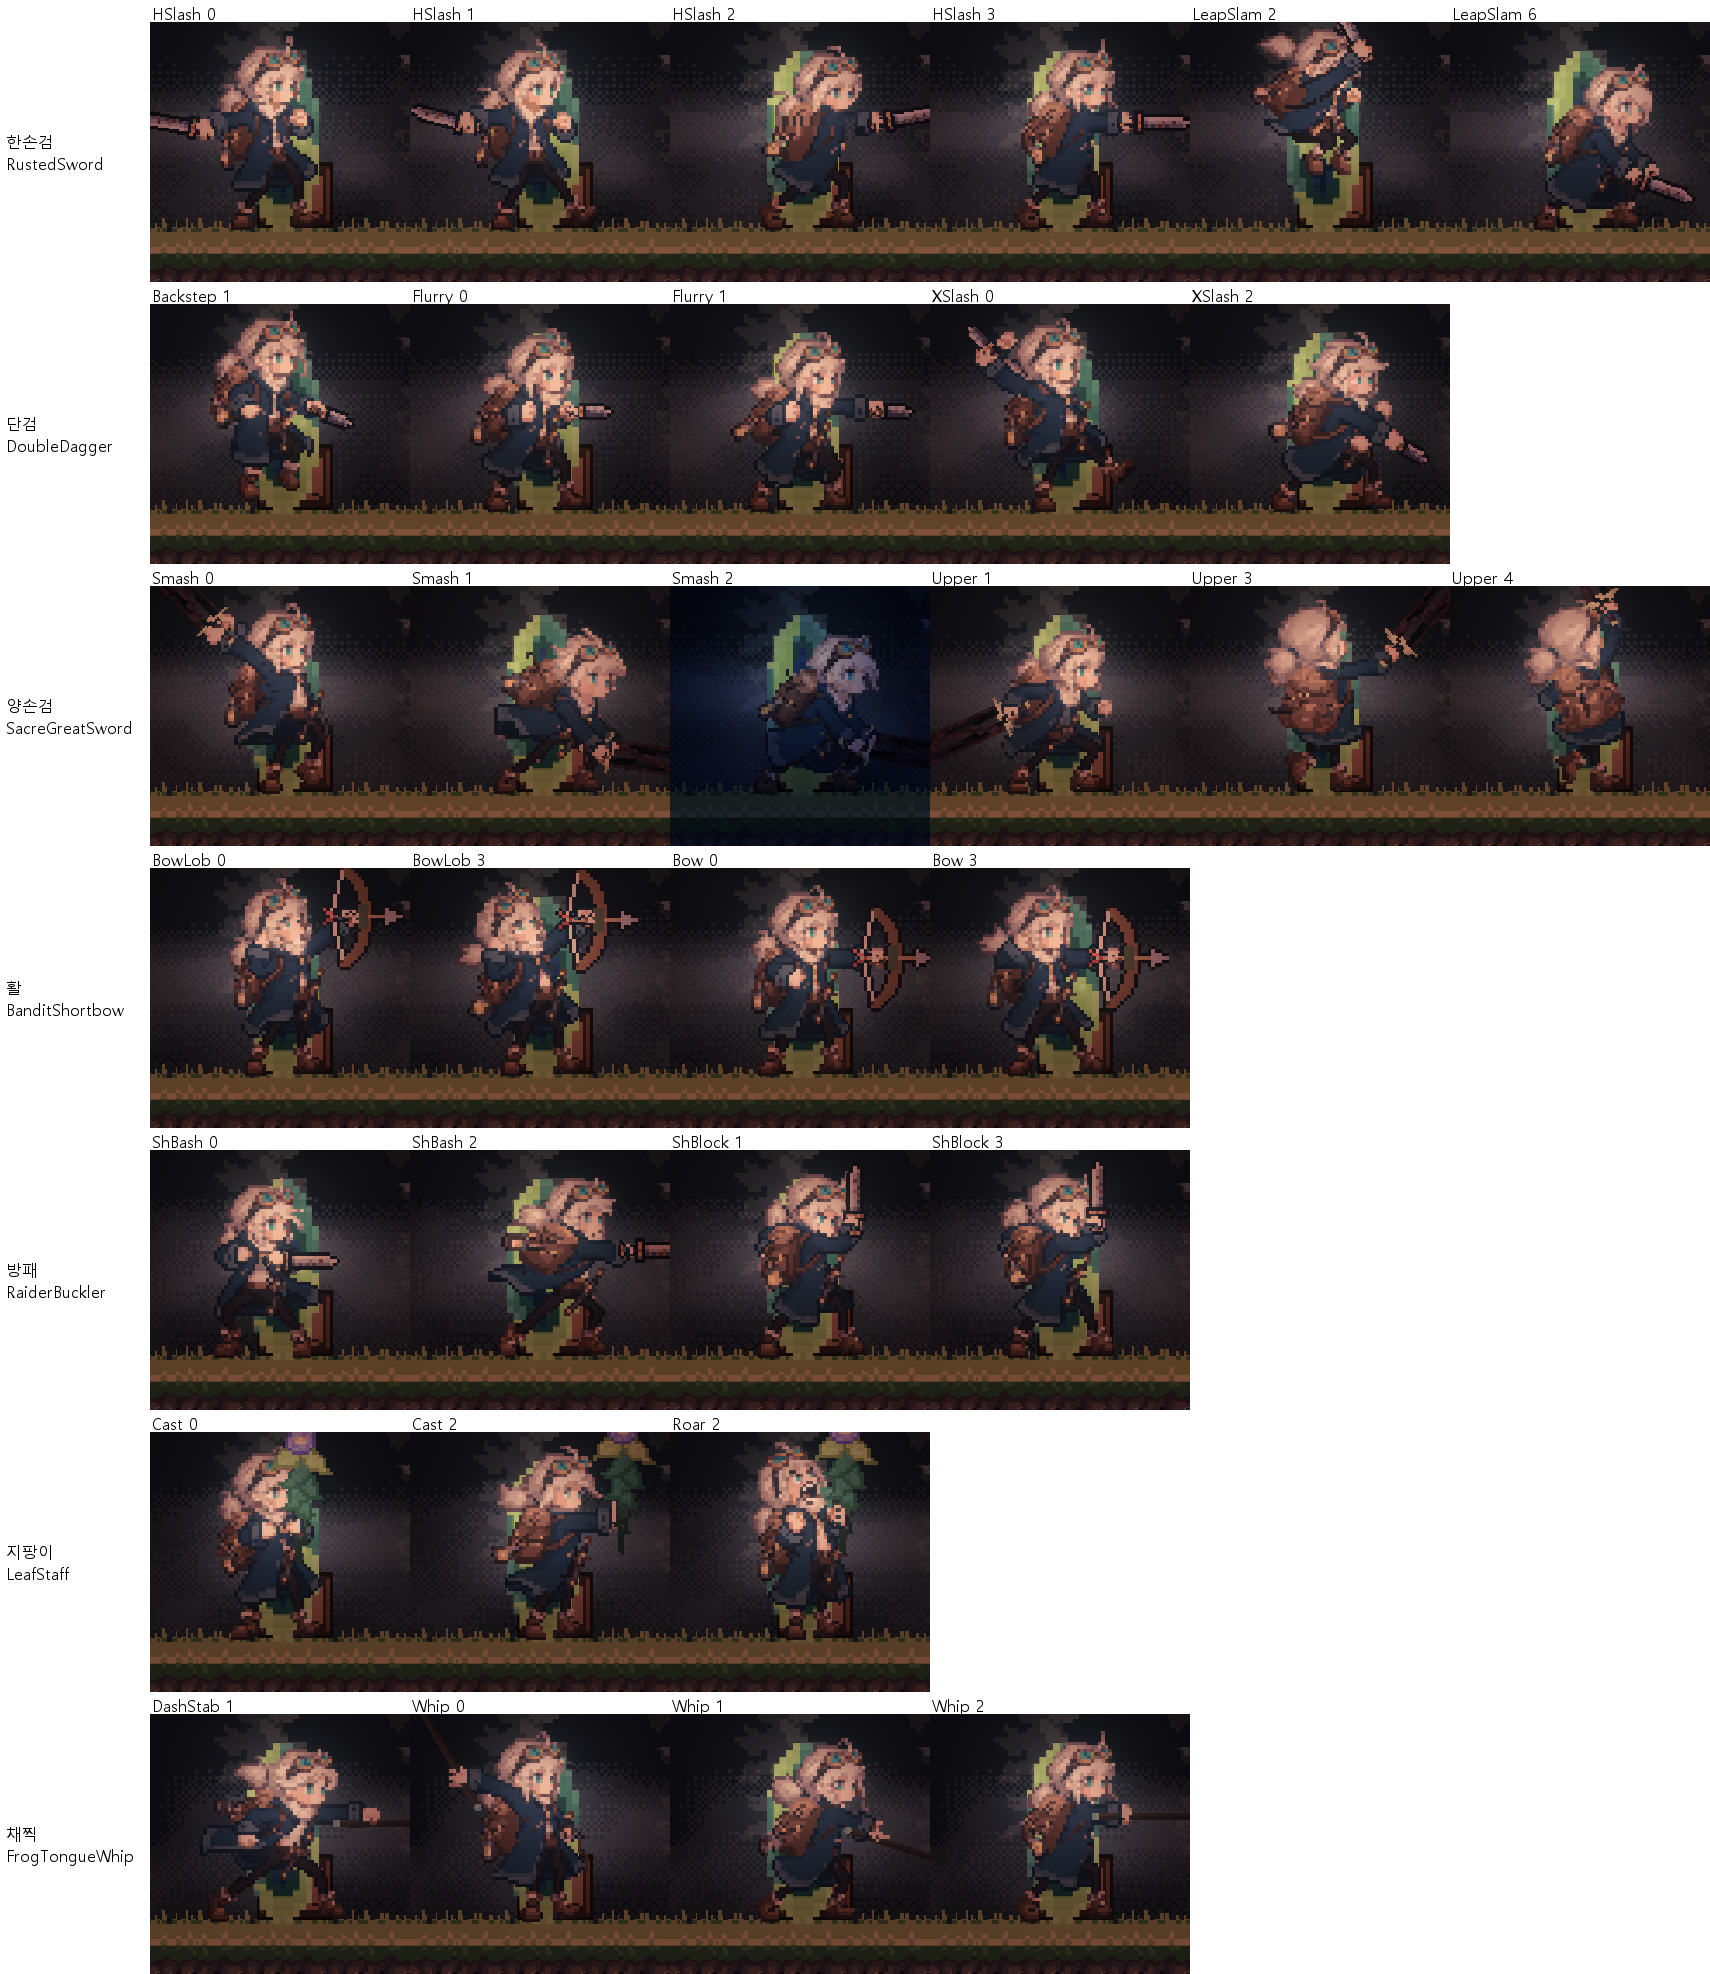 HSlash 0
HSlash 1
HSlash 2
HSlash 3
LeapSlam 2
LeapSlam 6
한손검
RustedSword
Backstep 1
Flurry 0
Flurry 1
XSlash 0
XSlash 2
단검
DoubleDagger
Smash 0
Smash 1
Smash 2
Upper 1
Upper 3
Upper 4
양손검
SacreGreatSword
BowLob 0
BowLob 3
Bow 0
Bow 3
활
BanditShortbow
ShBash 0
ShBash 2
ShBlock 1
ShBlock 3
방패
RaiderBuckler
Cast 0
Cast 2
Roar 2
지팡이
LeafStaff
DashStab 1
Whip 0
Whip 1
Whip 2
채찍
FrogTongueWhip